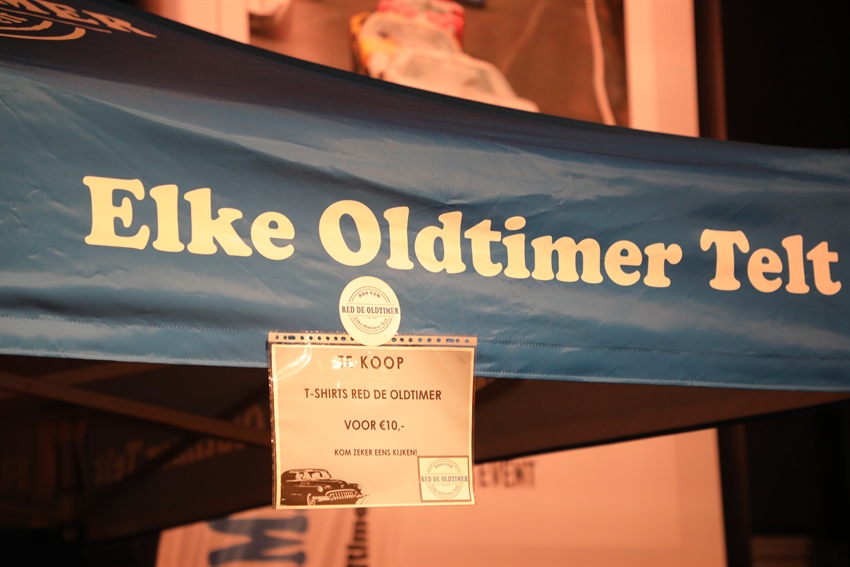 Elke Oldtimer Telt
RED DE OLDTIMER
TE KOOP
T-SHIRTS RED DE OLDTIMER
VOOR €10,-
KOM ZEKER EENS KIJKEN!
RED DE OLDTIMER
EVENT